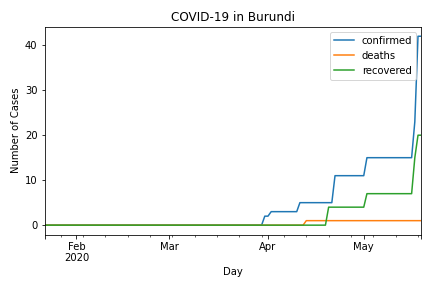 COVID-19 in Burundi
confirmed
deaths
recovered
Number of Cases
40
30
20
10
0
Feb
2020
Mar
Apr
May
Day